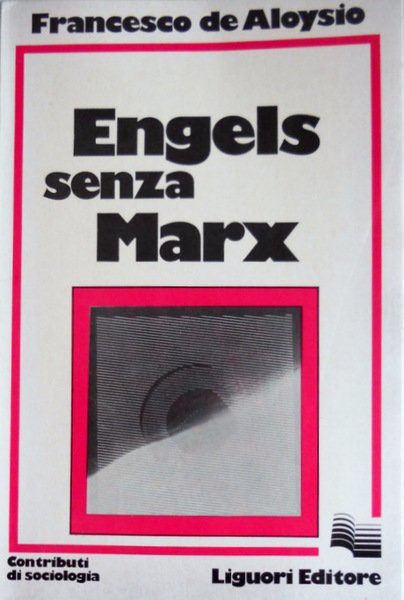 Francesco de Aloysio
Engels
senza
Marx
Contributi
di sociologia
Liguori Editore